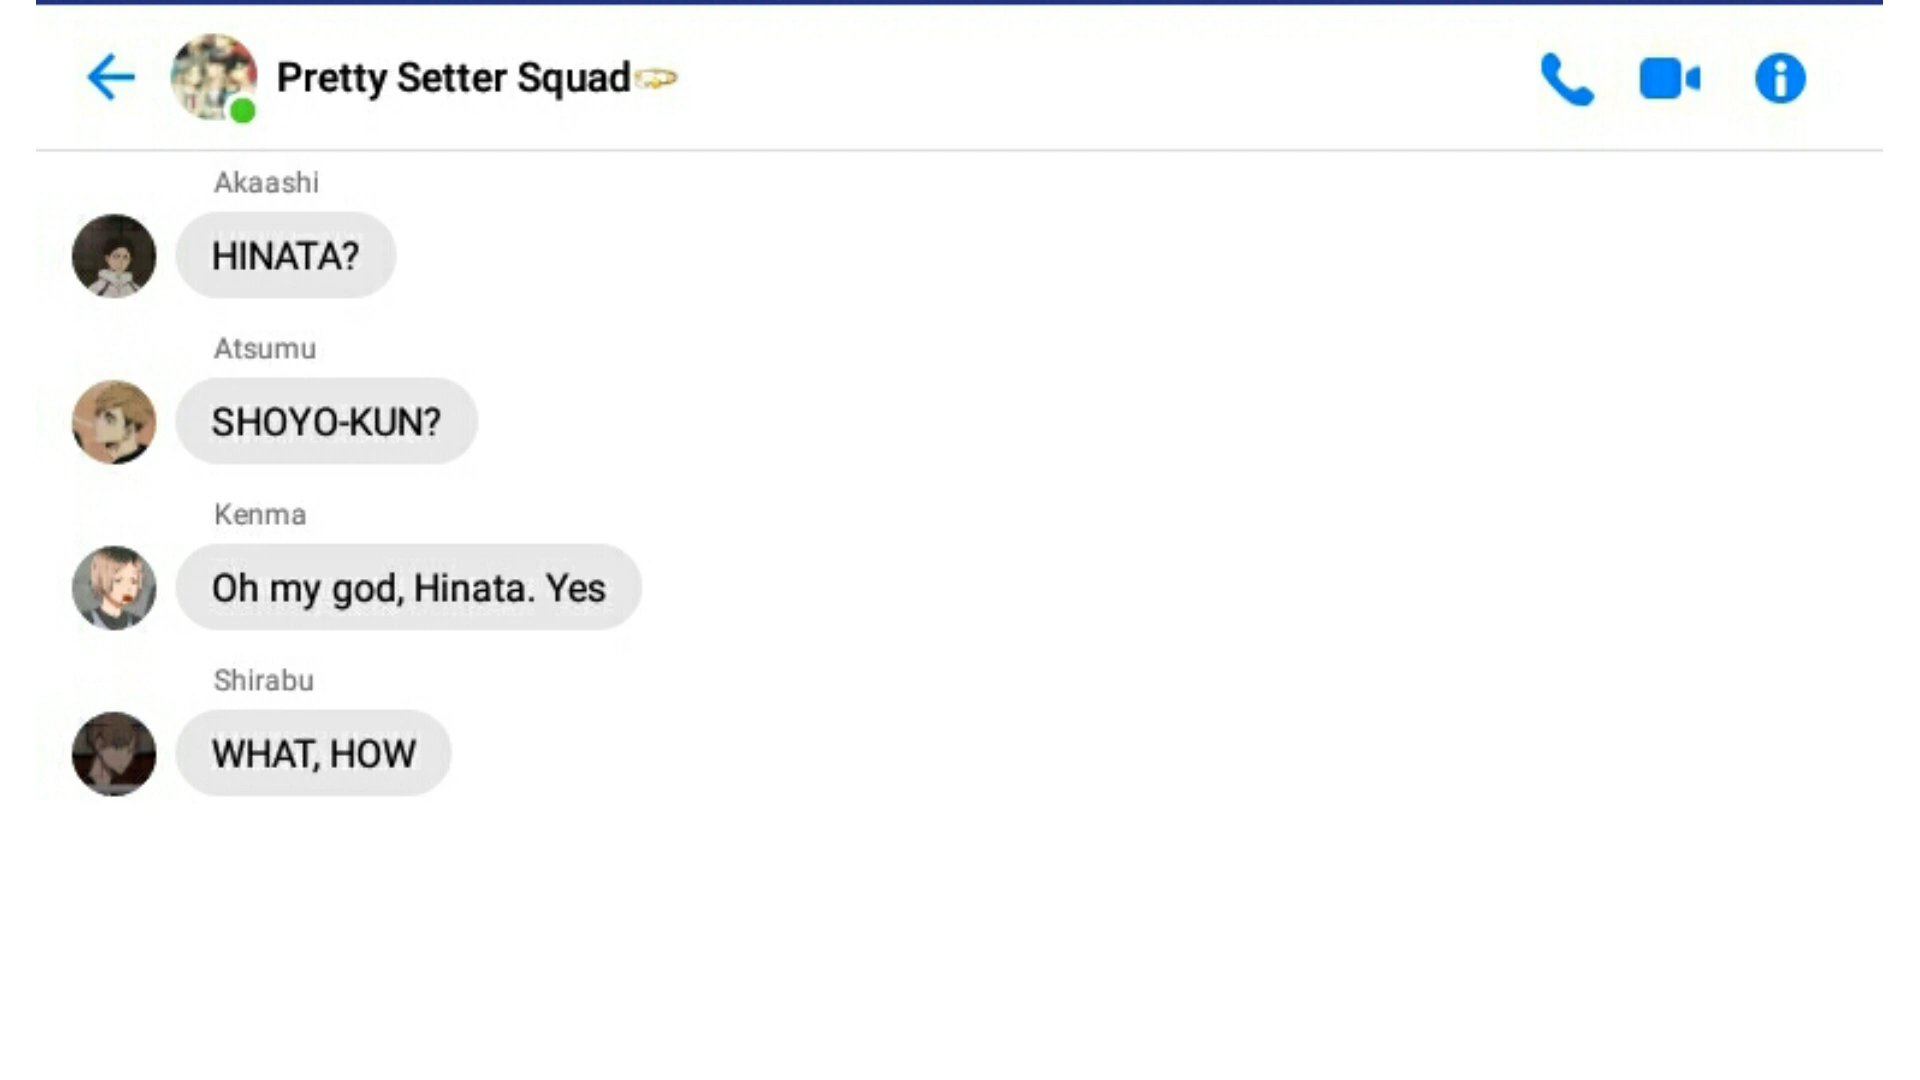 Pretty Setter Squad
Akaashi
HINATA?
Atsumu
SHOYO-KUN?
Kenma
Oh my god, Hinata. Yes
Shirabu
WHAT, HOW